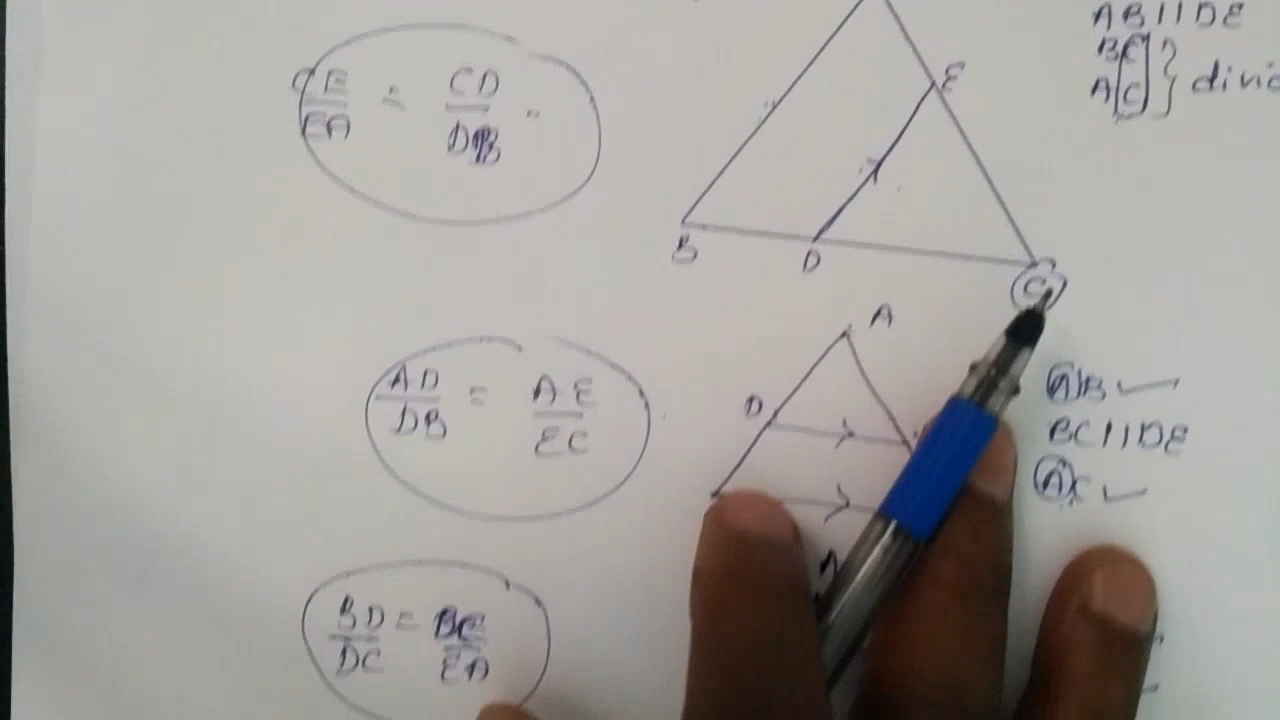 AB||DE
BC
AC } divi
CE/EA = CD/DB
E
B
D
C
A
AD/DB = AE/EC
D
AB ✓
BC||DE
AC ✓
BD/DC = BE/EA